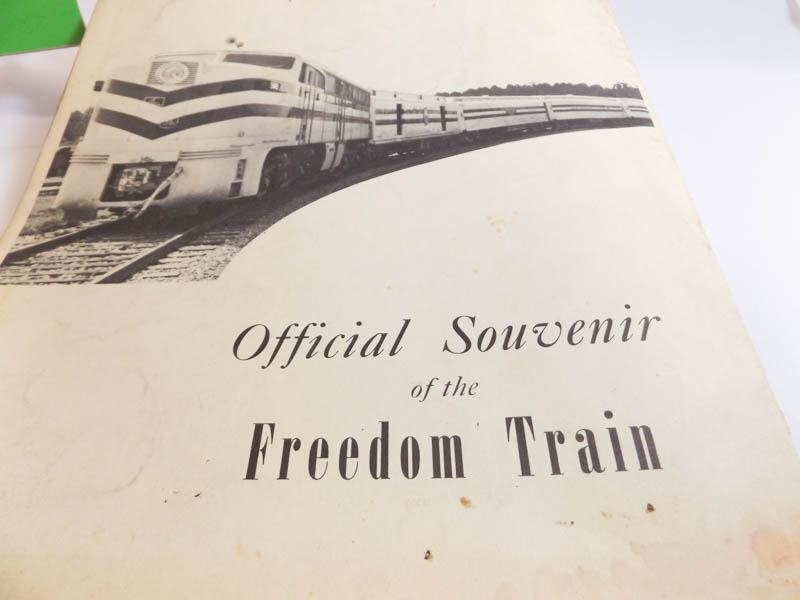 Official Souvenir
of the
Freedom Train